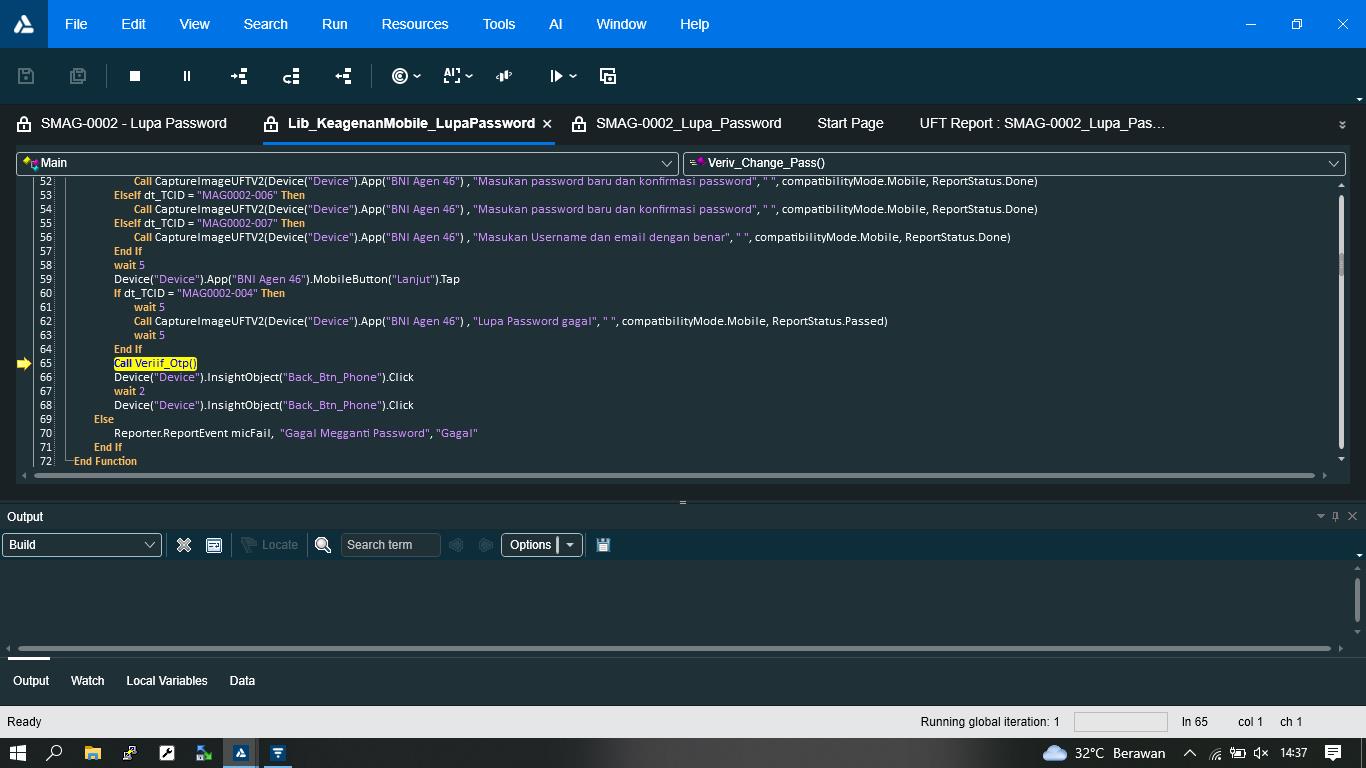 File Edit View Search Run Resources Tools AI Window Help
SMAG-0002 - Lupa Password Lib_KeagenanMobile_LupaPassword SMAG-0002_Lupa_Password Start Page UFT Report : SMAG-0002_Lupa_Pas...
Main Veriv_Change_Pass()
52 Call CaptureImageUFTV2(Device("Device").App("BNI Agen 46") , "Masukan password baru dan konfirmasi password", " ", compatibilityMode.Mobile, ReportStatus.Done)
53 ElseIf dt_TCID = "MAG0002-006" Then
54 Call CaptureImageUFTV2(Device("Device").App("BNI Agen 46") , "Masukan password baru dan konfirmasi password", " ", compatibilityMode.Mobile, ReportStatus.Done)
55 ElseIf dt_TCID = "MAG0002-007" Then
56 Call CaptureImageUFTV2(Device("Device").App("BNI Agen 46") , "Masukan Username dan email dengan benar", " ", compatibilityMode.Mobile, ReportStatus.Done)
57 End If
58 wait 5
59 Device("Device").App("BNI Agen 46").MobileButton("Lanjut").Tap
60 If dt_TCID = "MAG0002-004" Then
61 wait 5
62 Call CaptureImageUFTV2(Device("Device").App("BNI Agen 46") , "Lupa Password gagal", " ", compatibilityMode.Mobile, ReportStatus.Passed)
63 wait 5
64 End If
65 Call Veriif_Otp()
66 Device("Device").InsightObject("Back_Btn_Phone").Click
67 wait 2
68 Device("Device").InsightObject("Back_Btn_Phone").Click
69 Else
70 Reporter.ReportEvent micFail, "Gagal Megganti Password", "Gagal"
71 End If
72 End Function
Output
Build Locate Search term Options
Output Watch Local Variables Data
Ready Running global iteration: 1 ln 65 col 1 ch 1
32°C Berawan 14:37